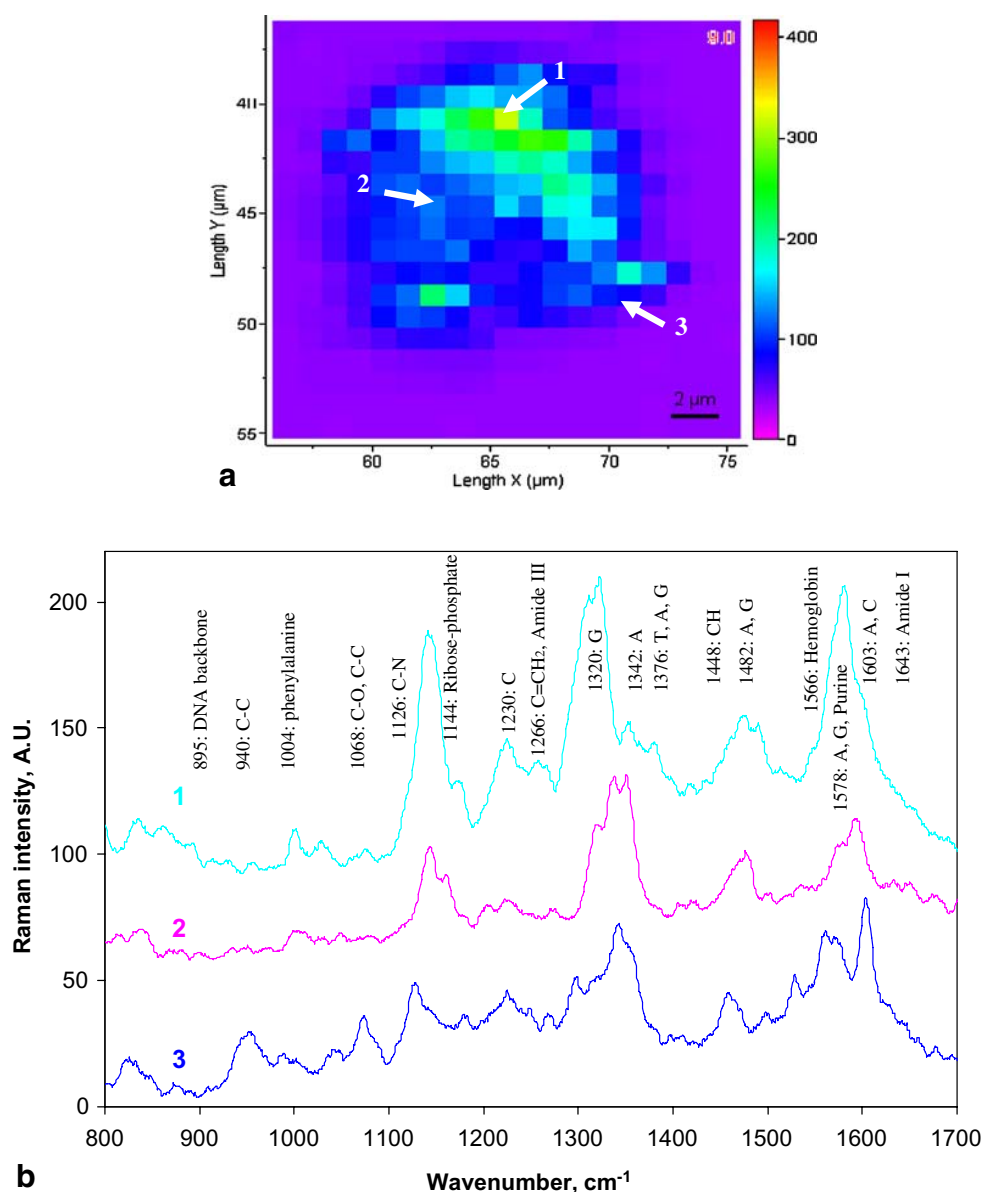 400
300
200
100
0
1
2
3
2 µm
Length Y (µm)
45
50
55
60
65
70
75
Length X (µm)
a
Raman intensity, A.U.
200
150
100
50
0
895: DNA backbone
940: C-C
1004: phenylalanine
1068: C-O, C-C
1126: C-N
1144: Ribose-phosphate
1230: C
1266: C=CH2, Amide III
1320: G
1342: A
1376: T, A, G
1448: CH
1482: A, G
1566: Hemoglobin
1578: A, G, Purine
1603: A, C
1643: Amide I
1
2
3
800
900
1000
1100
1200
1300
1400
1500
1600
1700
Wavenumber, cm-1
b